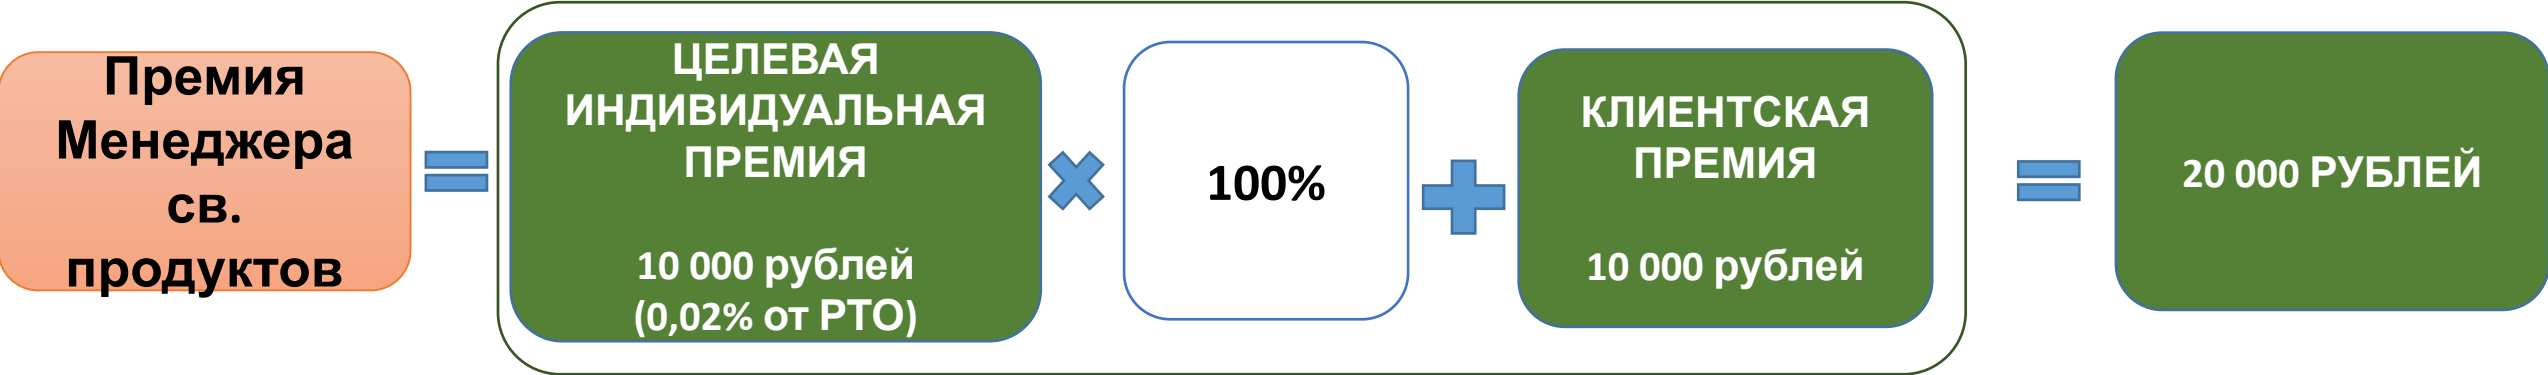 Премия
Менеджера
св.
продуктов
ЦЕЛЕВАЯ
ИНДИВИДУАЛЬНАЯ
ПРЕМИЯ
10 000 рублей
(0,02% от РТО)
100%
КЛИЕНТСКАЯ
ПРЕМИЯ
10 000 рублей
20 000 РУБЛЕЙ